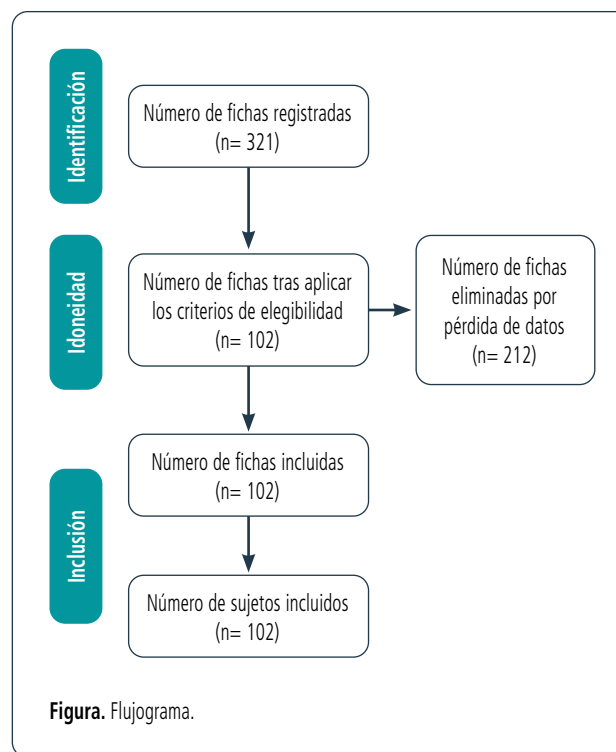 Identificación
Número de fichas registradas
(n= 321)
Idoneidad
Número de fichas tras aplicar
los criterios de elegibilidad
(n= 102)
Número de fichas
eliminadas por
pérdida de datos
(n= 212)
Inclusión
Número de fichas incluidas
(n= 102)
Número de sujetos incluidos
(n= 102)
Figura. Flujograma.